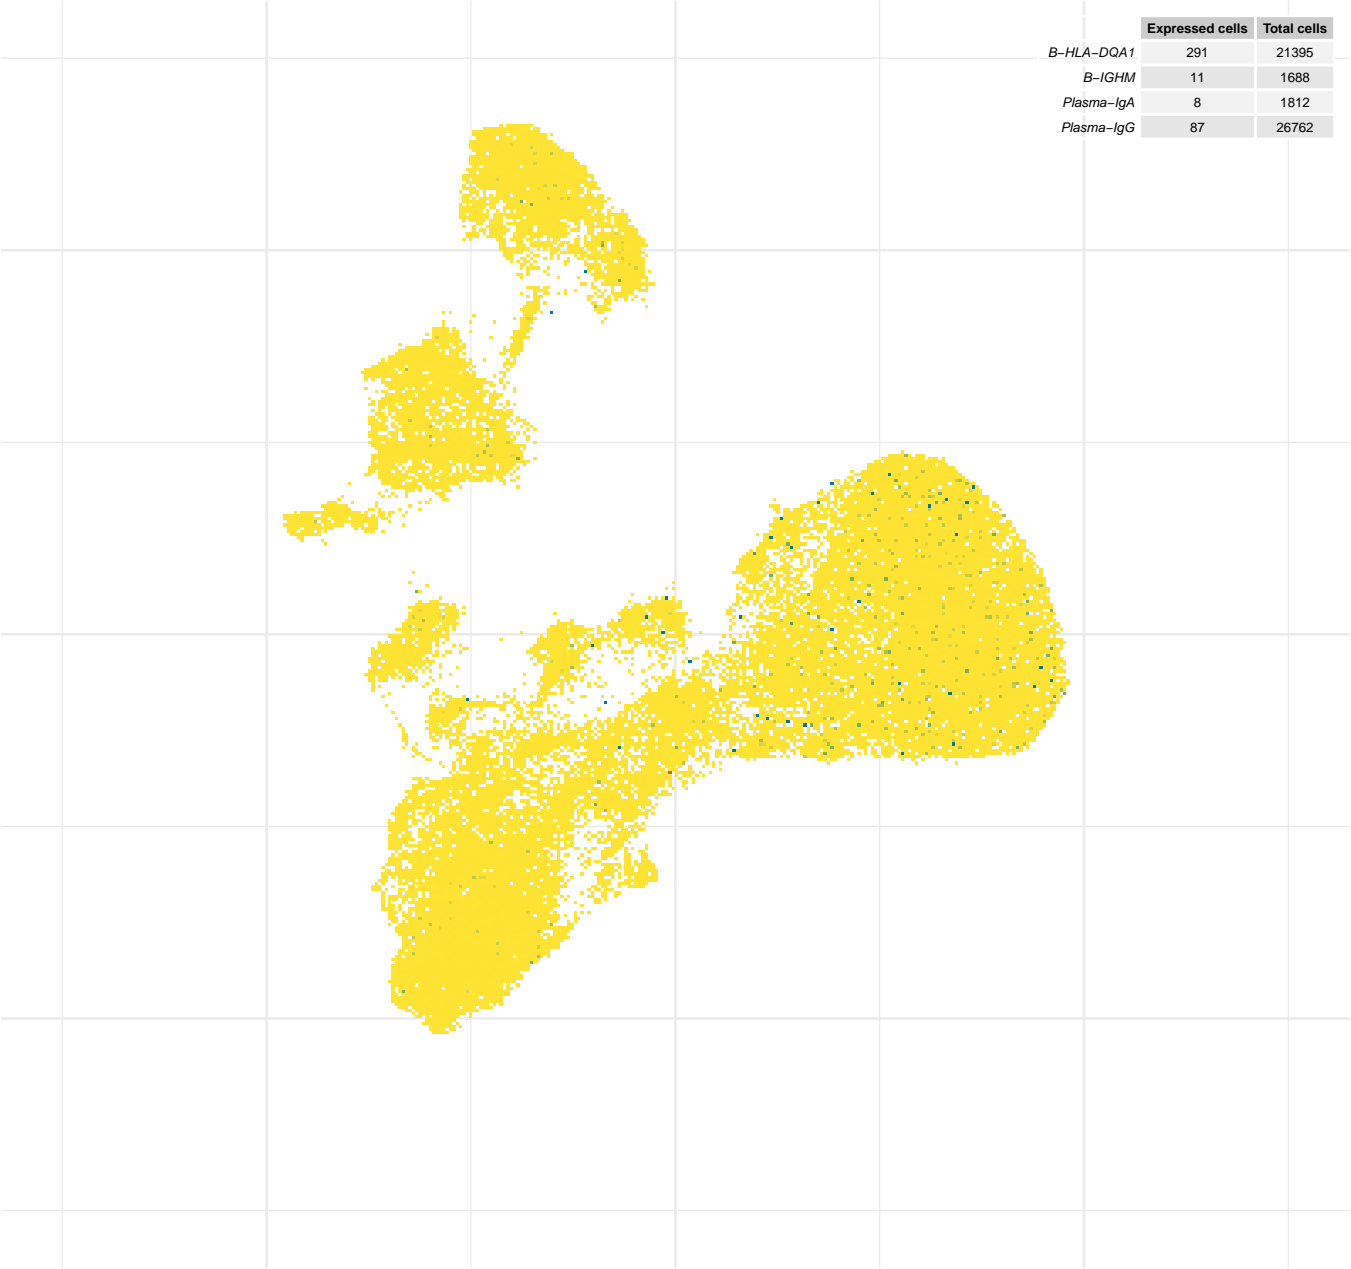 Expressed cells Total cells
B−HLA−DQA1 291 21395
B−IGHM 11 1688
Plasma−IgA 8 1812
Plasma−IgG 87 26762